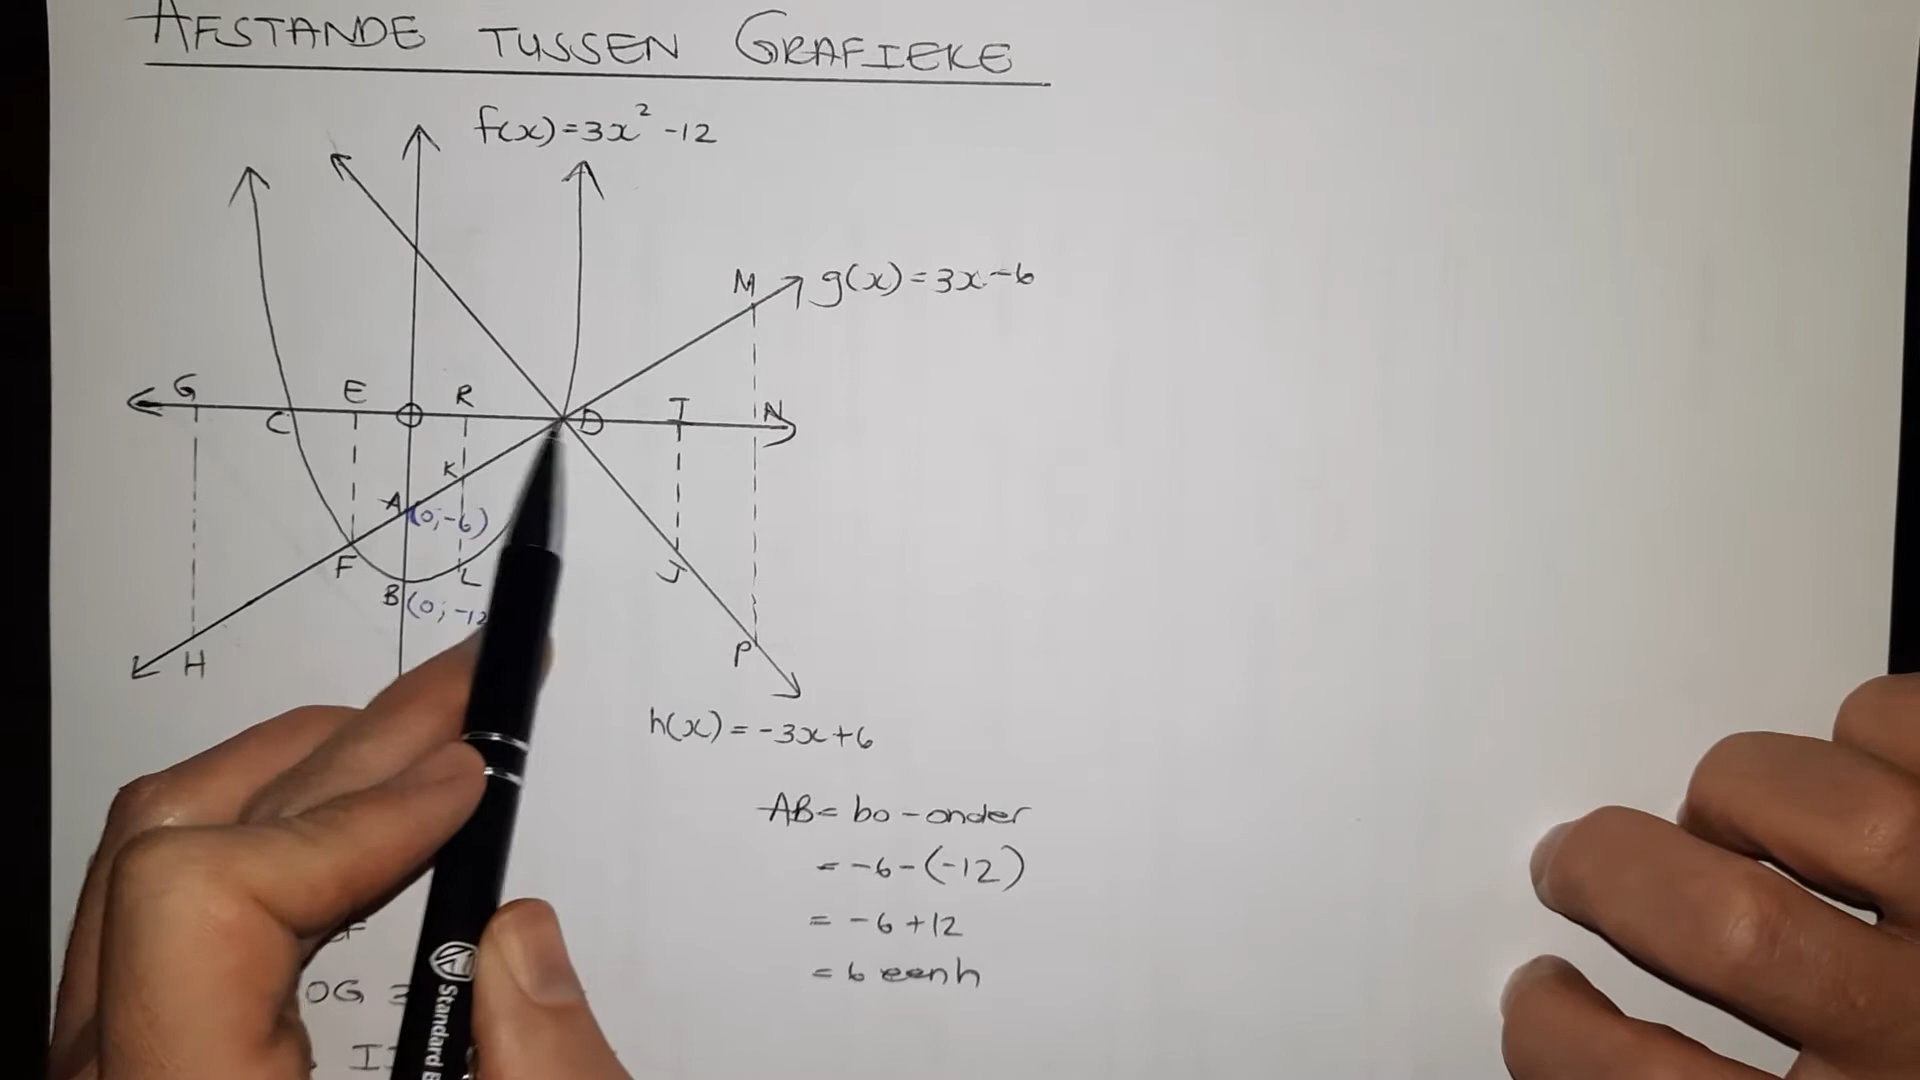 AFSTANDE TUSSEN GRAFIEKE
f(x)=3x²-12
M
g(x)=3x-6
G
E
R
T
N
C
D
K
A
(0;-6)
F
L
J
B
(0;-12
H
P
h(x)=-3x+6
AB= bo-onder
= -6-(-12)
= -6+12
= 6 eenh
OG
Standard B